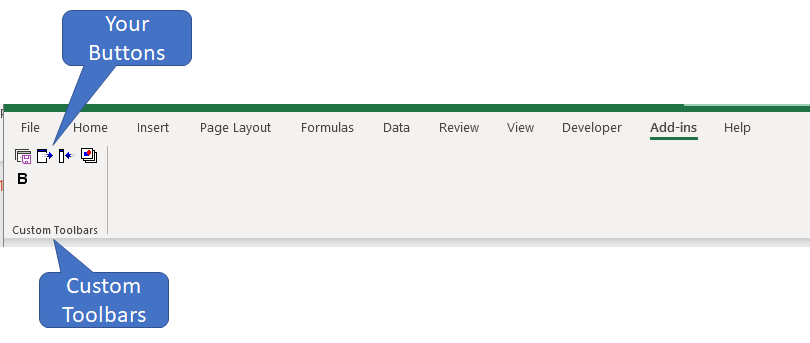 Your
Buttons
File Home Insert Page Layout Formulas Data Review View Developer Add-ins Help
B
Custom Toolbars
Custom
Toolbars